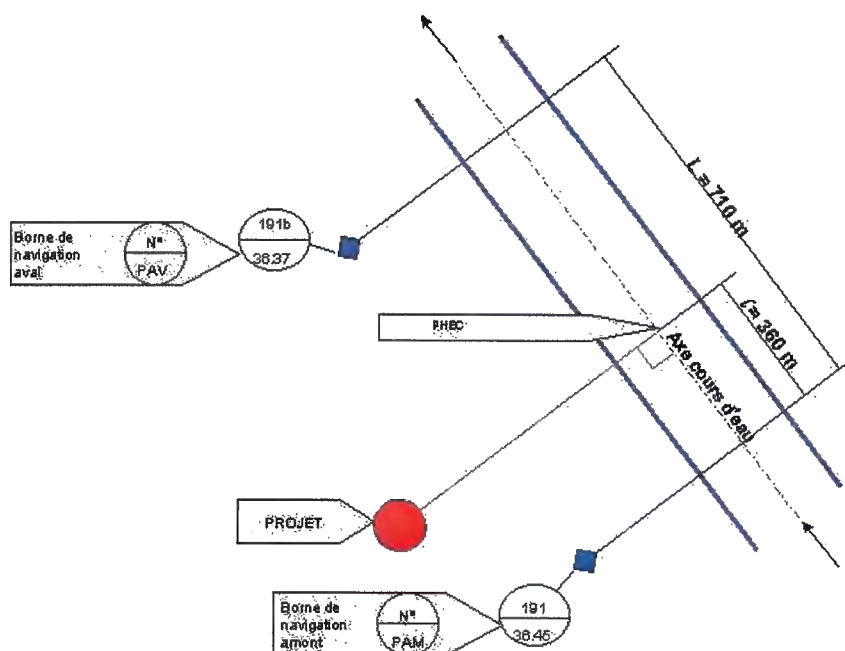 L = 710 m
191b
36.37
Borne de
navigation
aval
N°
PAV
PHEC
l = 360 m
Axe cours d'eau
PROJET
Borne de
navigation
amont
N°
PAM
191
36.45